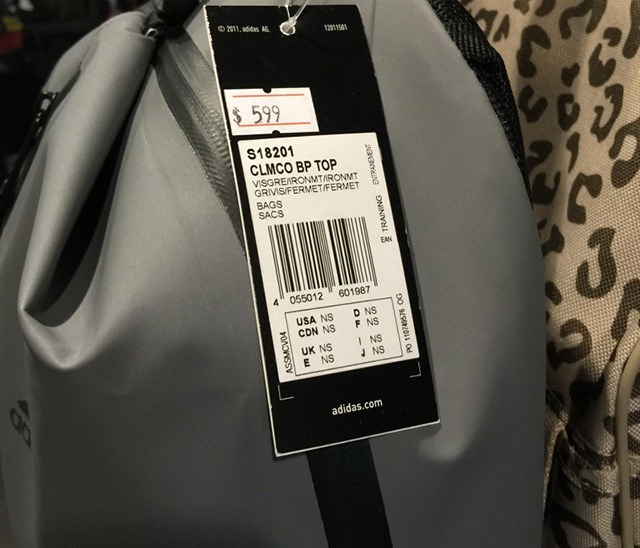 © 2011, adidas AG. 12011501
$ 599
S18201
CLMCO BP TOP
VISGRE/IRONMT/IRONMT
GRIVIS/FERMET/FERMET
BAGS
SACS
TRAINING ENTRAINEMENT
EAN
4 055012 601987
USA NS D NS
CDN NS F NS
UK NS I NS
E NS J NS
ASSMCV04
PO 110749576 OG
adidas.com